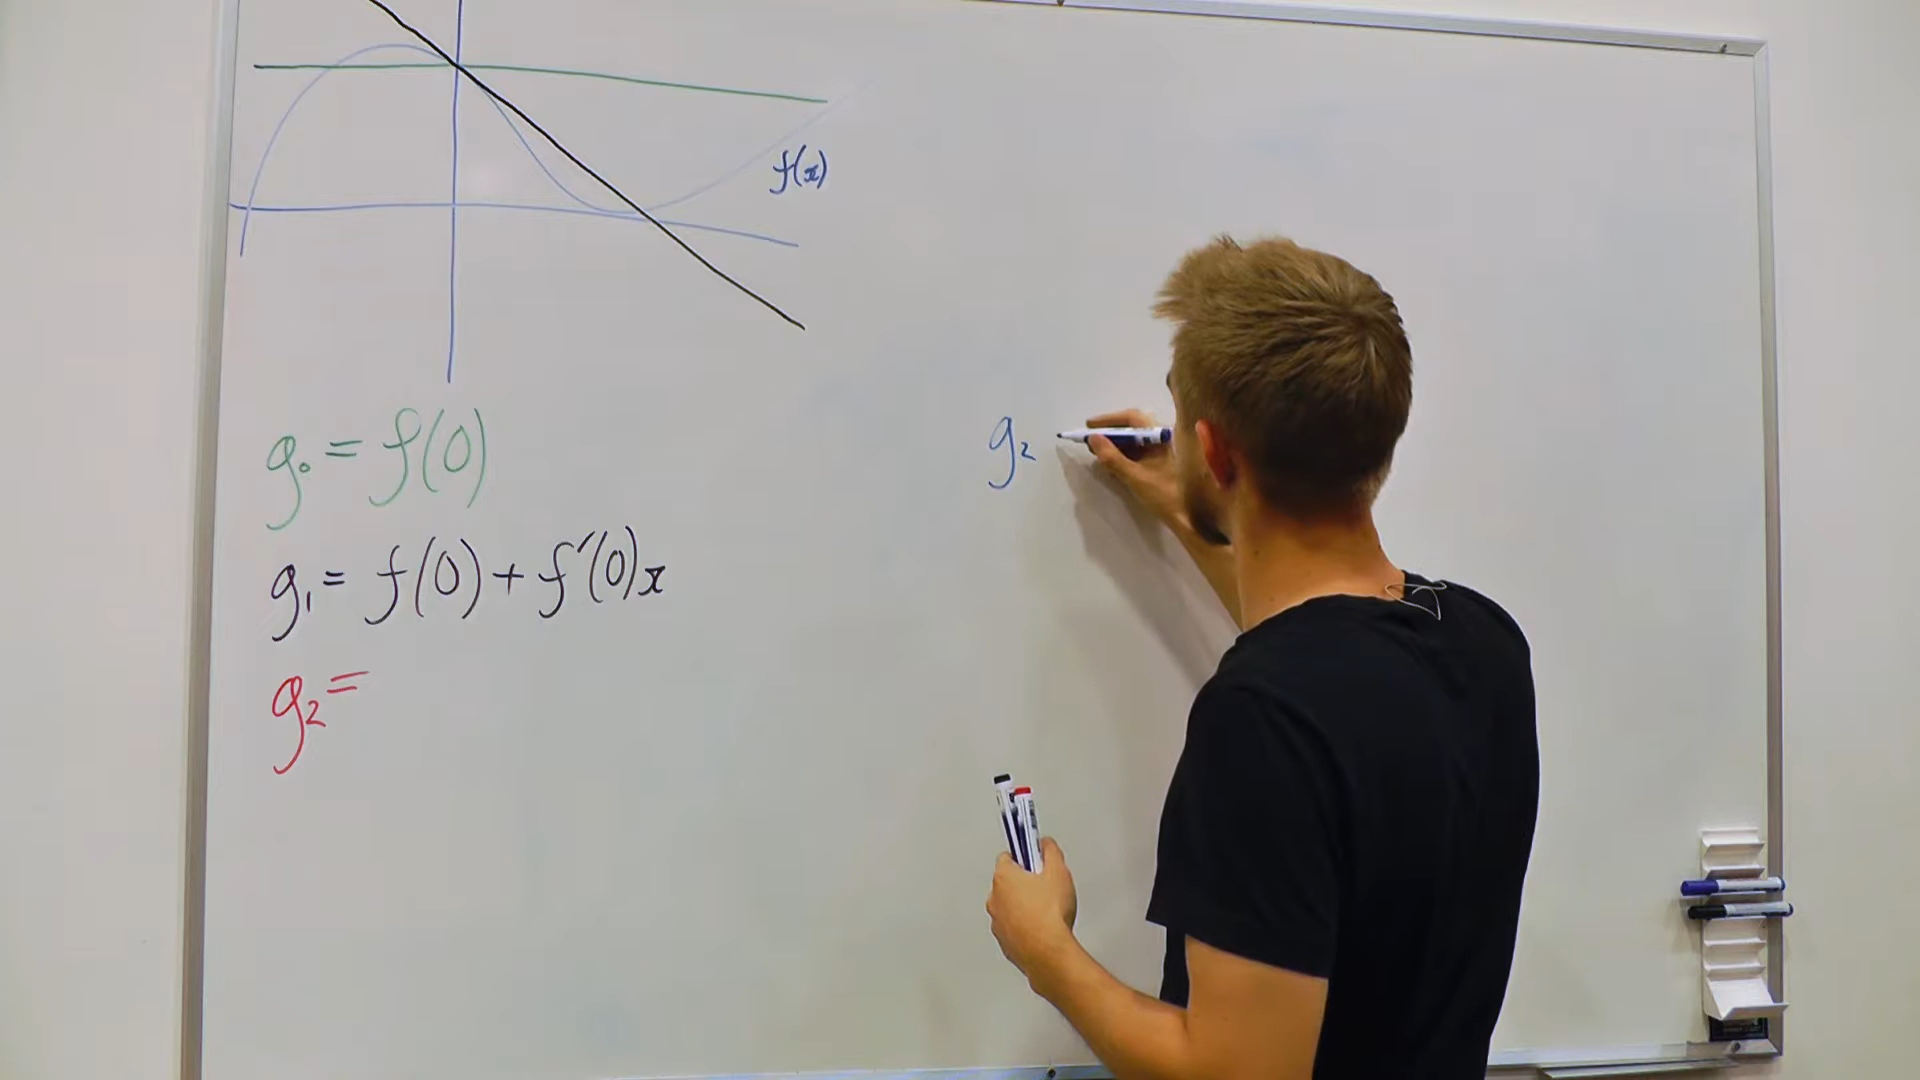 f(x)
g₀ = f(0)
g₁ = f(0) + f′(0)x
g₂ =
g₂